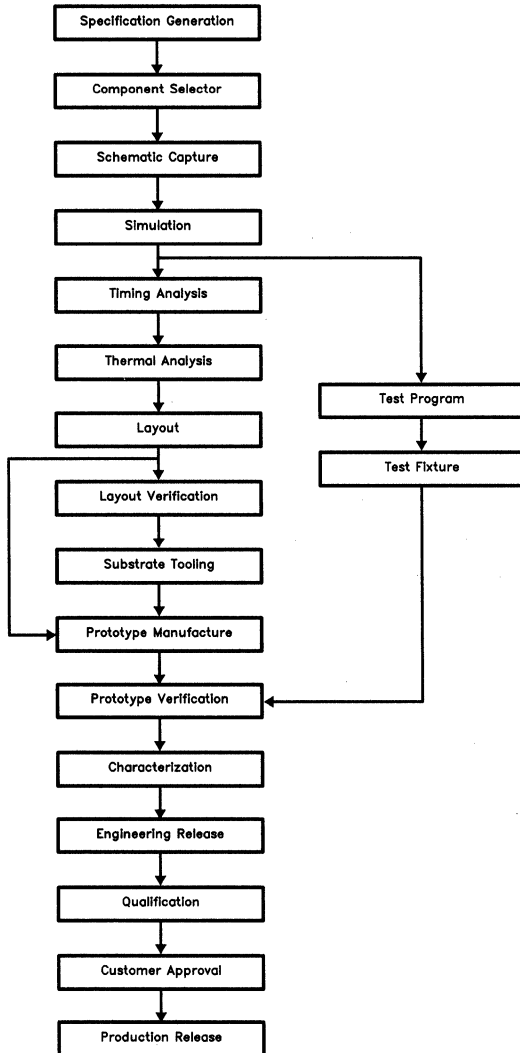 Specification Generation
Component Selector
Schematic Capture
Simulation
Timing Analysis
Thermal Analysis
Test Program
Layout
Test Fixture
Layout Verification
Substrate Tooling
Prototype Manufacture
Prototype Verification
Characterization
Engineering Release
Qualification
Customer Approval
Production Release